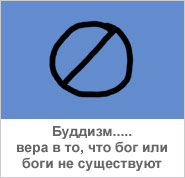 Буддизм.....
вера в то, что бог или
боги не существуют